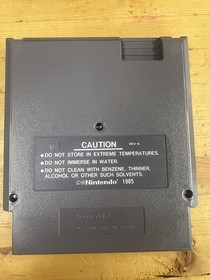 CAUTION
REV-A
• DO NOT STORE IN EXTREME TEMPERATURES.
• DO NOT IMMERSE IN WATER.
• DO NOT CLEAN WITH BENZENE, THINNER,
ALCOHOL OR OTHER SUCH SOLVENTS.
©®Nintendo® 1985
Nintendo